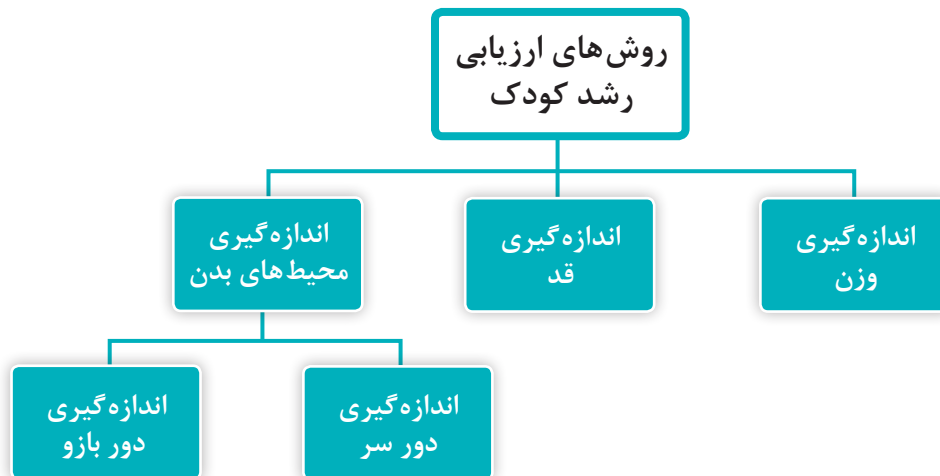 روش‌های ارزیابی
رشد کودک
اندازه‌گیری
وزن
اندازه‌گیری
قد
اندازه‌گیری
محیط‌های بدن
اندازه‌گیری
دور سر
اندازه‌گیری
دور بازو